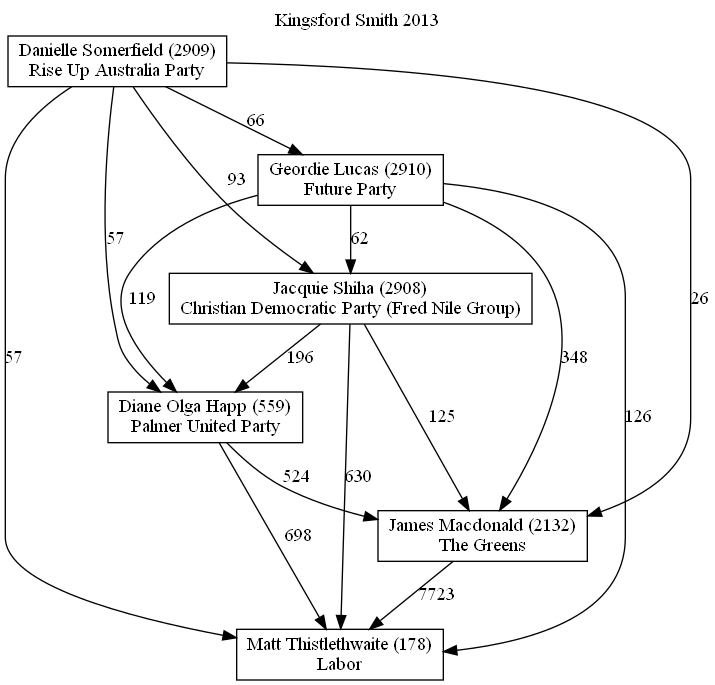 Kingsford Smith 2013
Danielle Somerfield (2909)
Rise Up Australia Party
66
Geordie Lucas (2910)
Future Party
93
57
62
119
Jacquie Shiha (2908)
Christian Democratic Party (Fred Nile Group)
26
57
196
348
Diane Olga Happ (559)
Palmer United Party
125
126
524
630
James Macdonald (2132)
The Greens
698
7723
Matt Thistlethwaite (178)
Labor